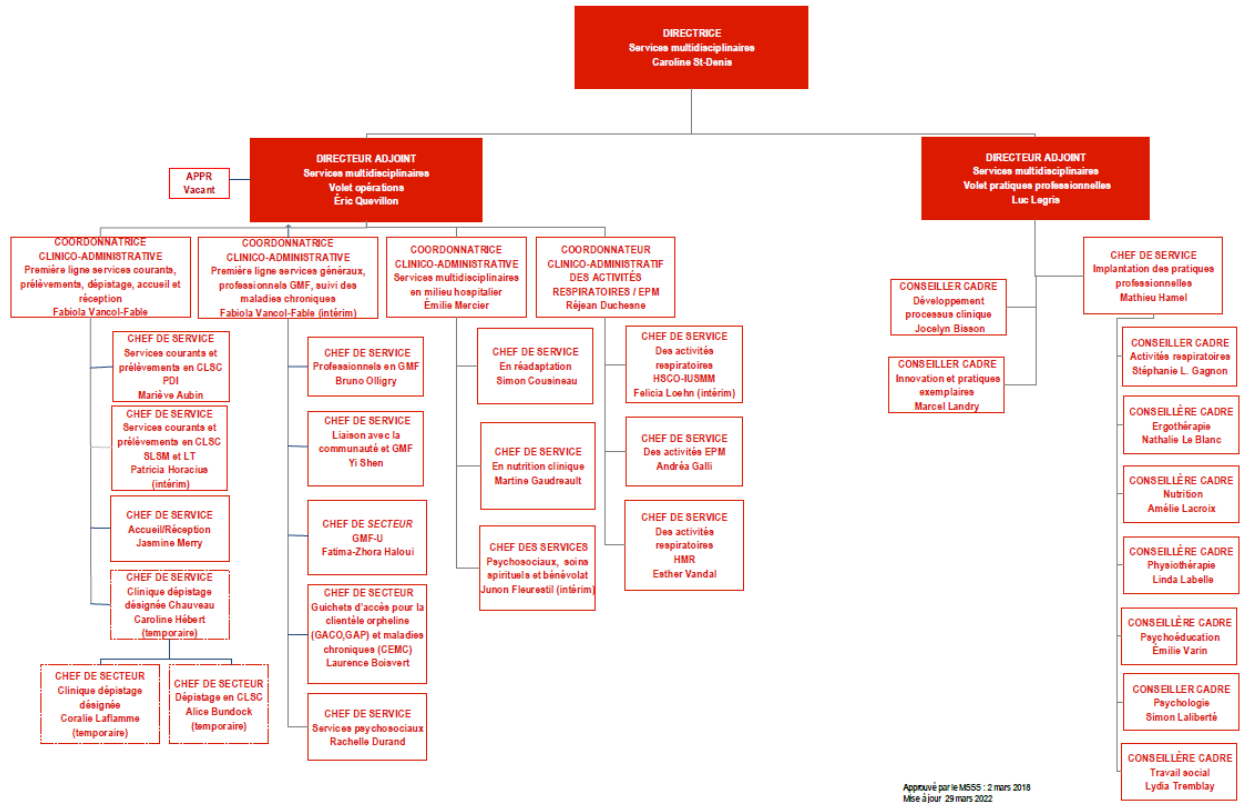 DIRECTRICE
Services multidisciplinaires
Caroline St-Denis
DIRECTEUR ADJOINT
Services multidisciplinaires
Volet opérations
Éric Quevillon
APPR
Vacant
DIRECTEUR ADJOINT
Services multidisciplinaires
Volet pratiques professionnelles
Luc Legris
COORDONNATRICE
CLINICO-ADMINISTRATIVE
Première ligne services courants,
prélèvements, dépistage, accueil et
réception
Fabiola Vancol-Fable
COORDONNATRICE
CLINICO-ADMINISTRATIVE
Première ligne services généraux,
professionnels GMF, suivi des
maladies chroniques
Fabiola Vancol-Fable (intérim)
COORDONNATRICE
CLINICO-ADMINISTRATIVE
Services multidisciplinaires
en milieu hospitalier
Émilie Mercier
COORDONNATEUR
CLINICO-ADMINISTRATIF
DES ACTIVITÉS
RESPIRATOIRES / EPM
Réjean Duchesne
CHEF DE SERVICE
Services courants et
prélèvements en CLSC
PDI
Mariève Aubin
CHEF DE SERVICE
Services courants et
prélèvements en CLSC
SLSM et LT
Patricia Horacius
(intérim)
CHEF DE SERVICE
Accueil/Réception
Jasmine Merry
CHEF DE SERVICE
Clinique dépistage
désignée Chauveau
Caroline Hébert
(temporaire)
CHEF DE SECTEUR
Clinique dépistage
désignée
Coralie Laflamme
(temporaire)
CHEF DE SECTEUR
Dépistage en CLSC
Alice Bundock
(temporaire)
CHEF DE SERVICE
Professionnels en GMF
Bruno Olligry
CHEF DE SERVICE
Liaison avec la
communauté et GMF
Yi Shen
CHEF DE SECTEUR
GMF-U
Fatima-Zhora Haloui
CHEF DE SECTEUR
Guichets d'accès pour la
clientèle orpheline
(GACO,GAP) et maladies
chroniques (CEMC)
Laurence Boisvert
CHEF DE SERVICE
Services psychosociaux
Rachelle Durand
CHEF DE SERVICE
En réadaptation
Simon Cousineau
CHEF DE SERVICE
En nutrition clinique
Martine Gaudreault
CHEF DES SERVICES
Psychosociaux, soins
spirituels et bénévolat
Junon Fleurestil (intérim)
CHEF DE SERVICE
Des activités
respiratoires
HSCO-IUSMM
Felicia Loehn (intérim)
CHEF DE SERVICE
Des activités EPM
Andréa Galli
CHEF DE SERVICE
Des activités
respiratoires
HMR
Esther Vandal
CONSEILLER CADRE
Développement
processus clinique
Jocelyn Bisson
CONSEILLER CADRE
Innovation et pratiques
exemplaires
Marcel Landry
CHEF DE SERVICE
Implantation des pratiques
professionnelles
Mathieu Hamel
CONSEILLER CADRE
Activités respiratoires
Stéphanie L. Gagnon
CONSEILLÈRE CADRE
Ergothérapie
Nathalie Le Blanc
CONSEILLÈRE CADRE
Nutrition
Amélie Lacroix
CONSEILLÈRE CADRE
Physiothérapie
Linda Labelle
CONSEILLÈRE CADRE
Psychoéducation
Émilie Varin
CONSEILLER CADRE
Psychologie
Simon Laliberté
CONSEILLÈRE CADRE
Travail social
Lydia Tremblay
Approuvé par le MSSS : 2 mars 2018
Mise à jour 29 mars 2022